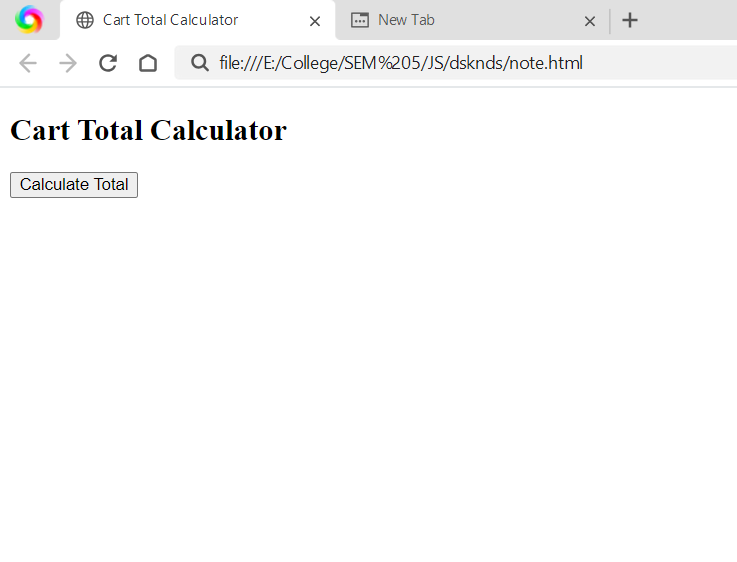 Cart Total Calculator
New Tab
file:///E:/College/SEM%205/JS/dsknds/note.html
Cart Total Calculator
Calculate Total